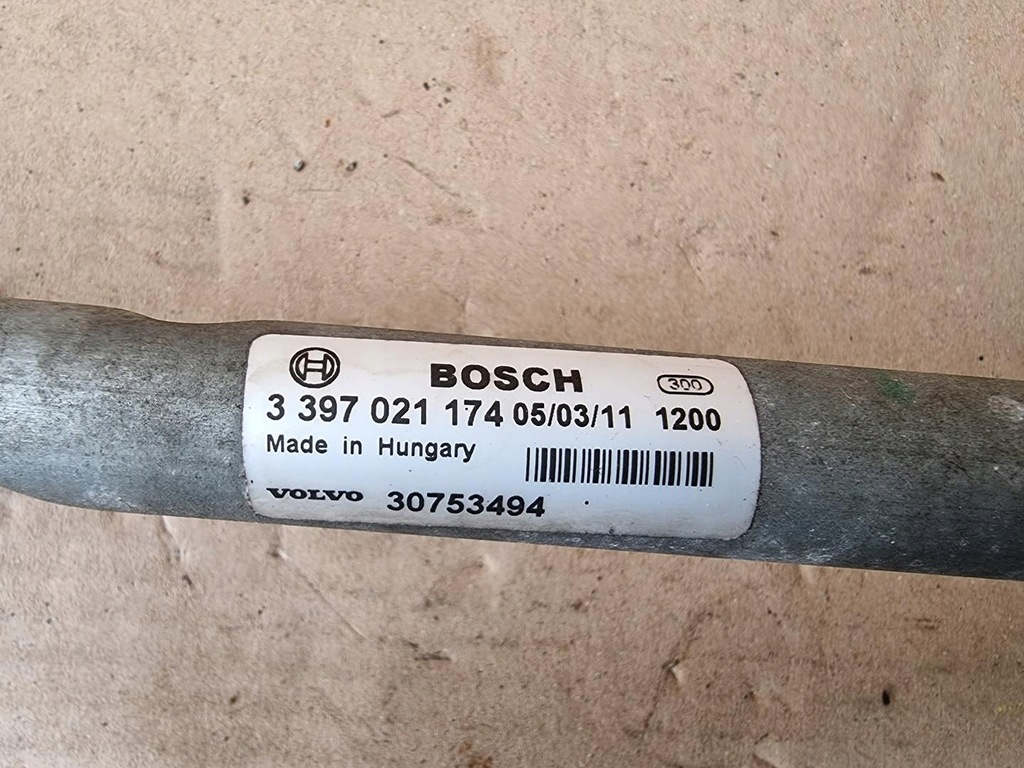 BOSCH 300
3 397 021 174 05/03/11 1200
Made in Hungary
VOLVO 30753494